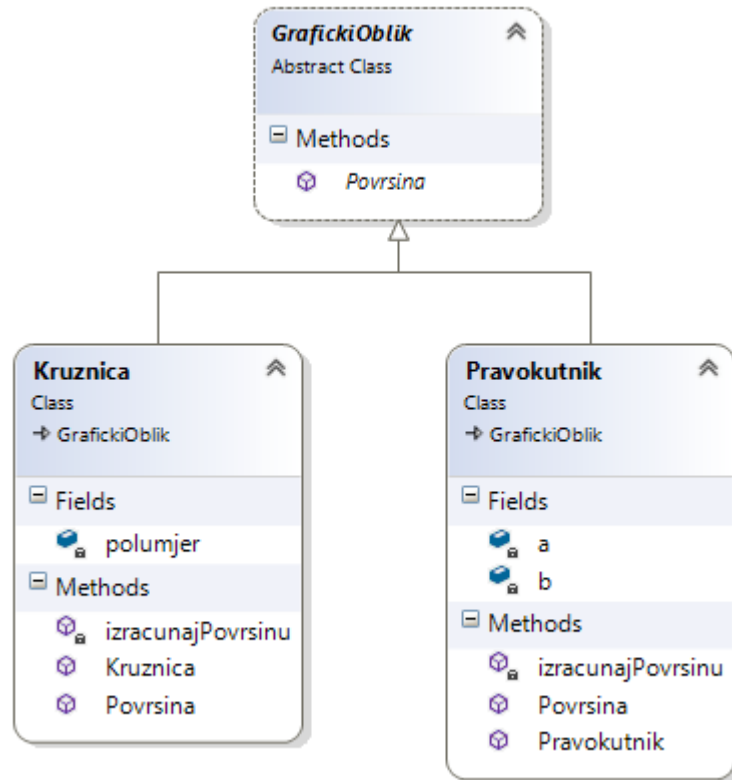 GrafickiOblik
Abstract Class
Methods
Povrsina
Kruznica
Class
GrafickiOblik
Fields
polumjer
Methods
izracunajPovrsinu
Kruznica
Povrsina
Pravokutnik
Class
GrafickiOblik
Fields
a
b
Methods
izracunajPovrsinu
Povrsina
Pravokutnik